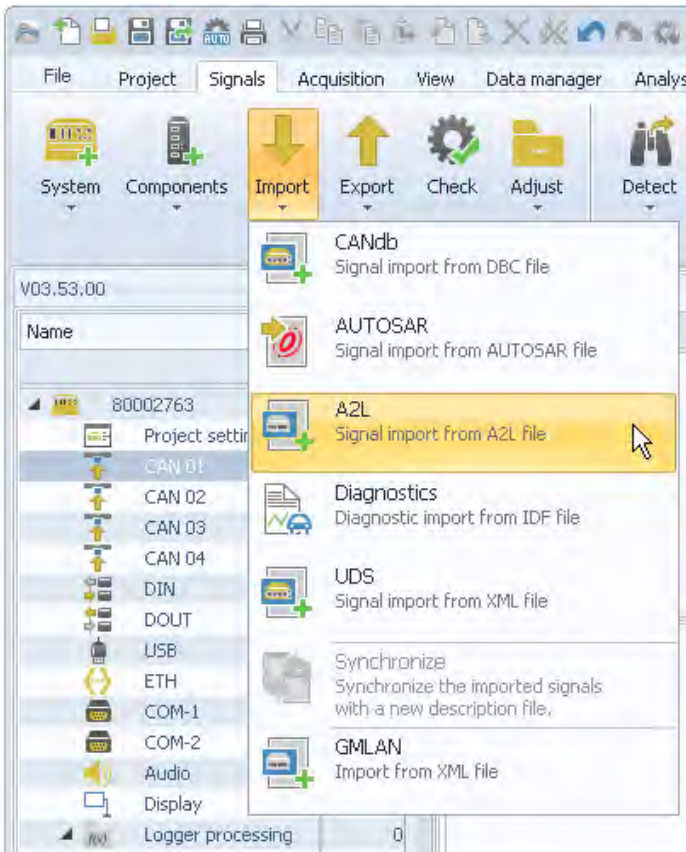 AUTO
File Project Signals Acquisition View Data manager Analys
System Components Import Export Check Adjust Detect
CANdb
Signal import from DBC file
V03.53.00
Name
AUTOSAR
Signal import from AUTOSAR file
80002763
A2L
Signal import from A2L file
Project settin
CAN 01
CAN 02
CAN 03
CAN 04
Diagnostics
Diagnostic import from IDF file
DIN
DOUT
UDS
Signal import from XML file
USB
ETH
COM-1
COM-2
Synchronize
Synchronize the imported signals
with a new description file.
Audio
Display
GMLAN
Import from XML file
f(x) Logger processing 0